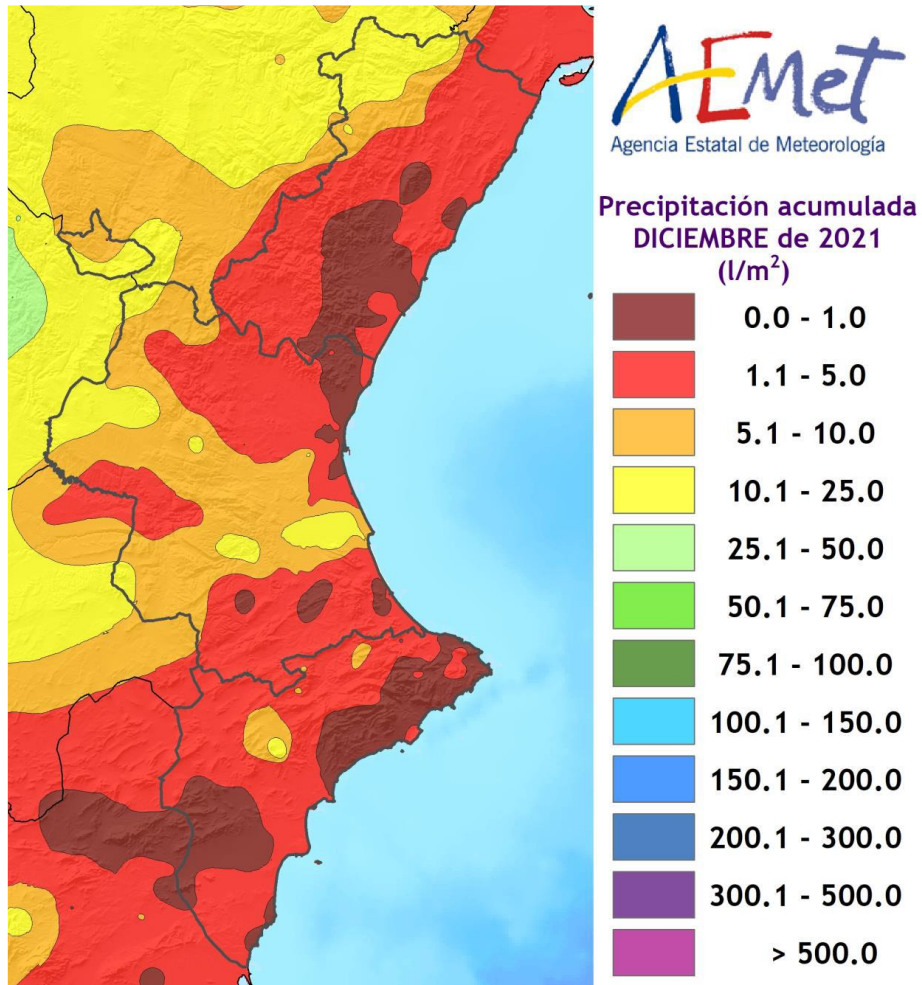 AEMet
Agencia Estatal de Meteorología
Precipitación acumulada
DICIEMBRE de 2021
(l/m²)
0.0 - 1.0
1.1 - 5.0
5.1 - 10.0
10.1 - 25.0
25.1 - 50.0
50.1 - 75.0
75.1 - 100.0
100.1 - 150.0
150.1 - 200.0
200.1 - 300.0
300.1 - 500.0
> 500.0